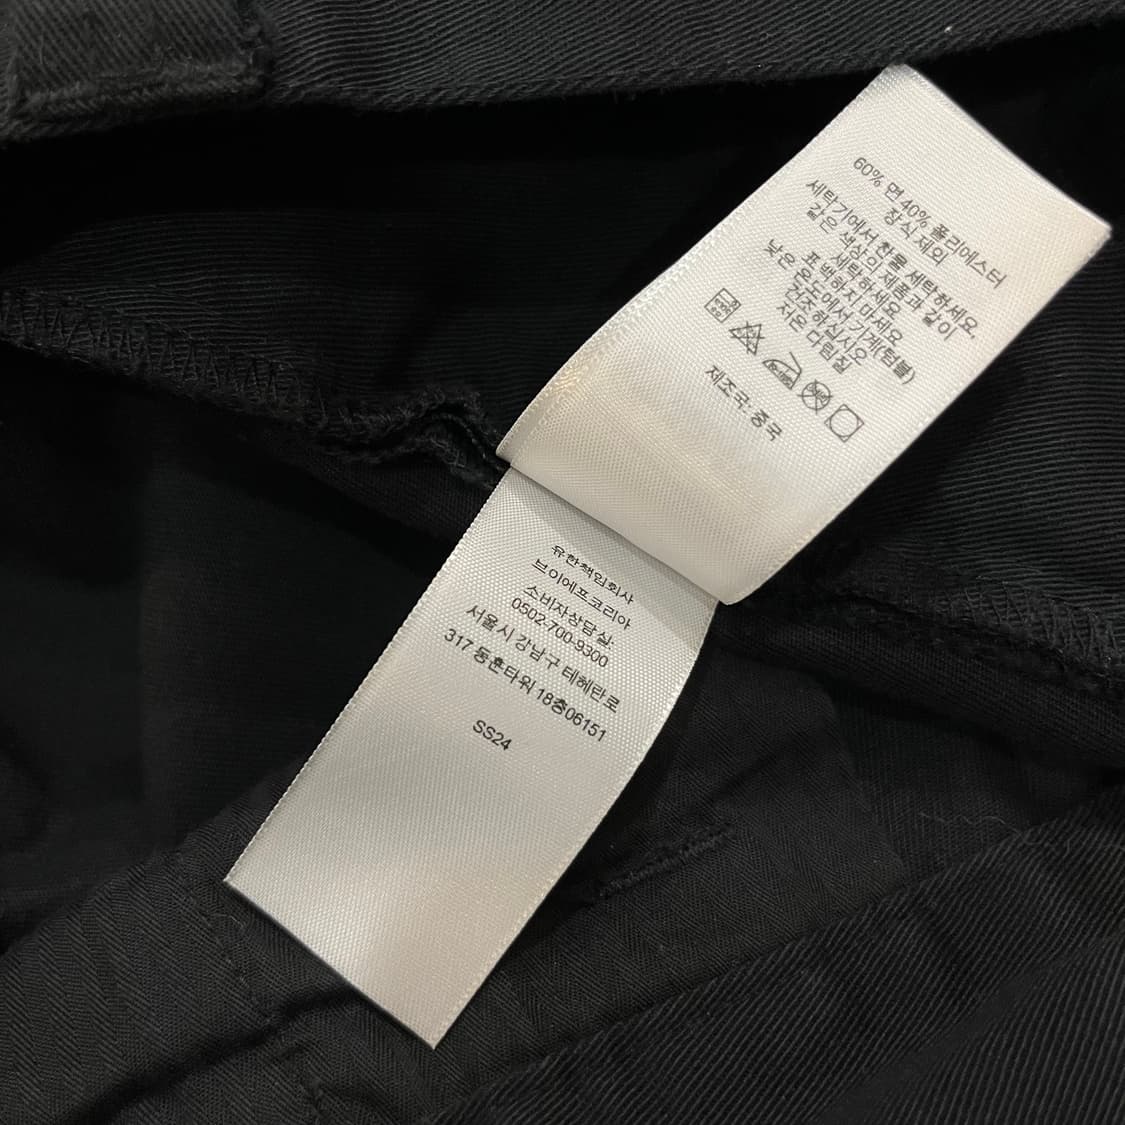 60% 면 40% 폴리에스터
장식 제외
세탁기에서 찬물 세탁하세요,
같은 색상의 제품과 같이
세탁하세요
표백하지 마세요
낮은 온도에서 기계(텀블)
건조하십시오
저온 다림질
제조국: 중국
유한책임회사
브이에프코리아
소비자상담실:
0502-700-9300
서울시 강남구 테헤란로
317 동훈타워 18층06151
SS24